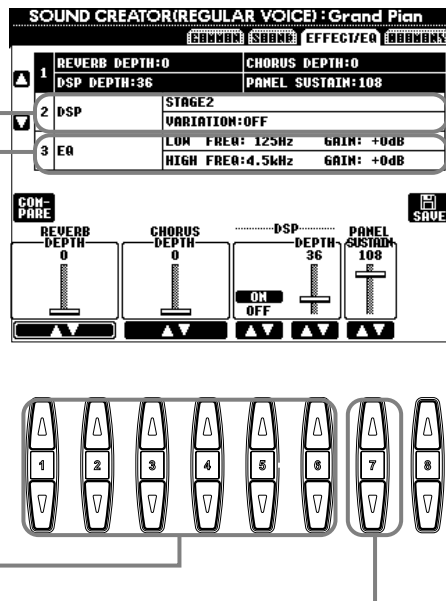 SOUND CREATOR(REGULAR VOICE) : Grand Pian
COMMON SOUND EFFECT/EQ HARMONY
1 REVERB DEPTH:0 CHORUS DEPTH:0
DSP DEPTH:36 PANEL SUSTAIN:108
2 DSP STAGE2
VARIATION:OFF
3 EQ LOW FREQ: 125Hz GAIN: +0dB
HIGH FREQ:4.5kHz GAIN: +0dB
COM-
PARE
SAVE
REVERB DEPTH
0
CHORUS DEPTH
0
DSP
DEPTH
36
ON
OFF
PANEL SUSTAIN
108
1 2 3 4 5 6 7 8